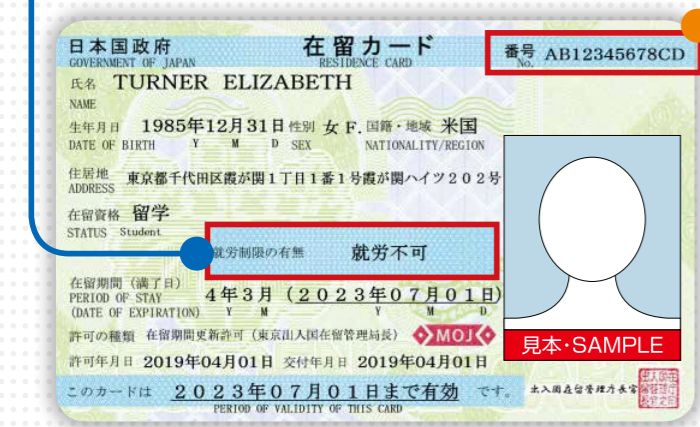 日本国政府 在留カード 番号 AB12345678CD
GOVERNMENT OF JAPAN RESIDENCE CARD No.
氏名 TURNER ELIZABETH
NAME
生年月日 1985年12月31日 性別 女 F. 国籍・地域 米国
DATE OF BIRTH Y M D SEX NATIONALITY/REGION
住居地 東京都千代田区霞が関1丁目1番1号霞が関ハイツ202号
ADDRESS
在留資格 留学
STATUS Student
就労制限の有無 就労不可
在留期間(満了日)
PERIOD OF STAY 4年3月(2023年07月01日)
(DATE OF EXPIRATION) Y M Y M D
許可の種類 在留期間更新許可(東京出入国在留管理局長) MOJ
見本・SAMPLE
許可年月日 2019年04月01日 交付年月日 2019年04月01日
このカードは 2023年07月01日まで有効 です。 出入国在留管理庁長官
PERIOD OF VALIDITY OF THIS CARD